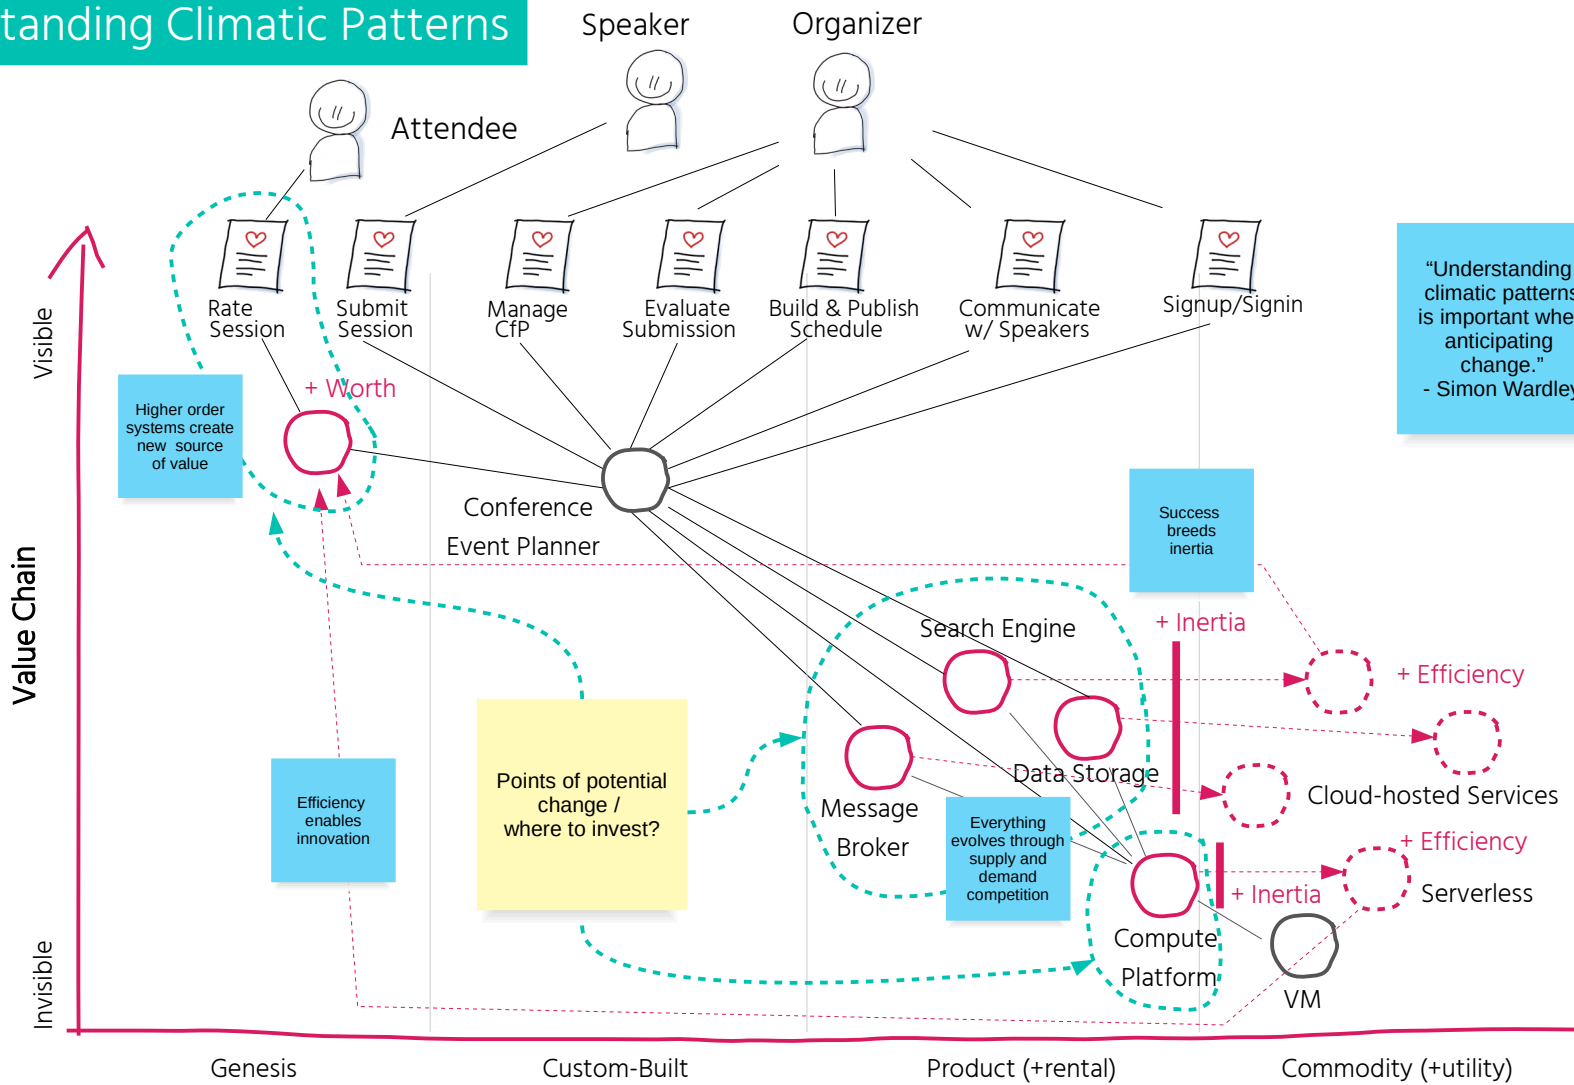 tanding Climatic Patterns
Speaker
Organizer
Attendee
Rate
Session
Submit
Session
Manage
CfP
Evaluate
Submission
Build & Publish
Schedule
Communicate
w/ Speakers
Signup/Signin
Visible
Value Chain
Invisible
“Understanding
climatic patterns
is important whe
anticipating
change.”
- Simon Wardley
+ Worth
Higher order
systems create
new source
of value
Conference
Event Planner
Success
breeds
inertia
Search Engine
+ Inertia
+ Efficiency
Data Storage
Cloud-hosted Services
Message
Broker
Points of potential
change /
where to invest?
Efficiency
enables
innovation
Everything
evolves through
supply and
demand
competition
+ Efficiency
+ Inertia
Serverless
Compute
Platform
VM
Genesis
Custom-Built
Product (+rental)
Commodity (+utility)